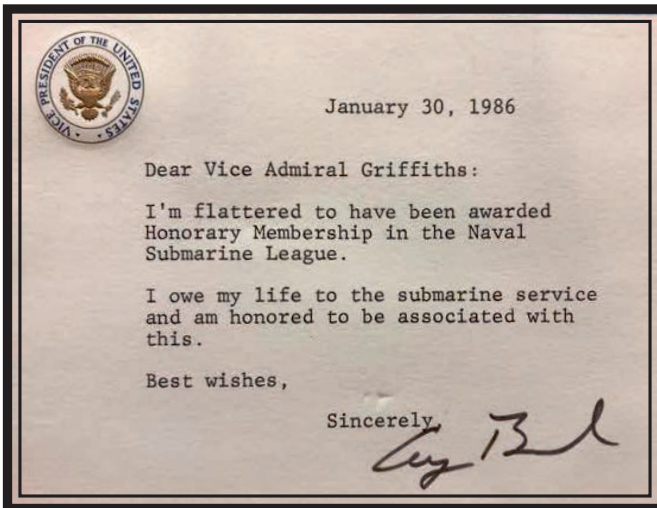 VICE PRESIDENT OF THE UNITED STATES
January 30, 1986
Dear Vice Admiral Griffiths:
I'm flattered to have been awarded
Honorary Membership in the Naval
Submarine League.
I owe my life to the submarine service
and am honored to be associated with
this.
Best wishes,
Sincerely,